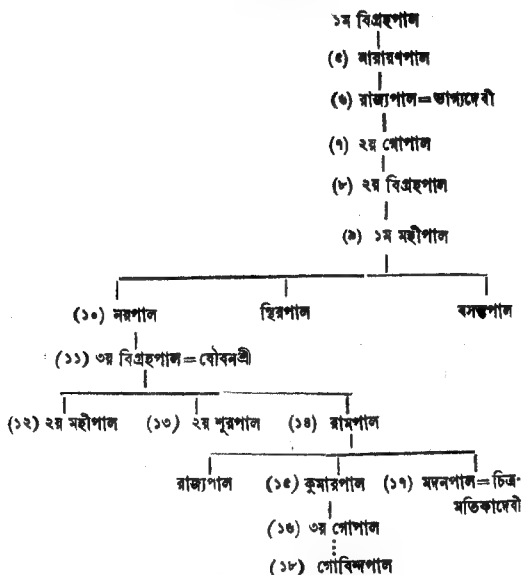 ১ম বিগ্রহপাল
(৫) নারায়ণপাল
(৬) রাজ্যপাল=ভাগ্যদেবী
(৭) ২য় গোপাল
(৮) ২য় বিগ্রহপাল
(৯) ১ম মহীপাল
(১০) নয়পাল স্থিরপাল বসন্তপাল
(১১) ৩য় বিগ্রহপাল=যৌবনশ্রী
(১২) ২য় মহীপাল (১৩) ২য় শূরপাল (১৪) রামপাল
রাজ্যপাল (১৫) কুমারপাল (১৭) মদনপাল=চিত্র-
মতিকাদেবী
(১৬) ৩য় গোপাল
(১৮) গোবিন্দপাল